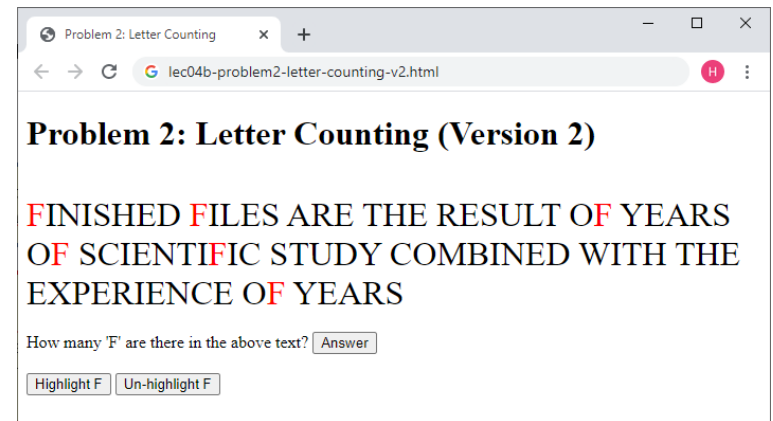 Problem 2: Letter Counting
lec04b-problem2-letter-counting-v2.html
H
Problem 2: Letter Counting (Version 2)
FINISHED FILES ARE THE RESULT OF YEARS
OF SCIENTIFIC STUDY COMBINED WITH THE
EXPERIENCE OF YEARS
How many 'F' are there in the above text? Answer
Highlight F Un-highlight F